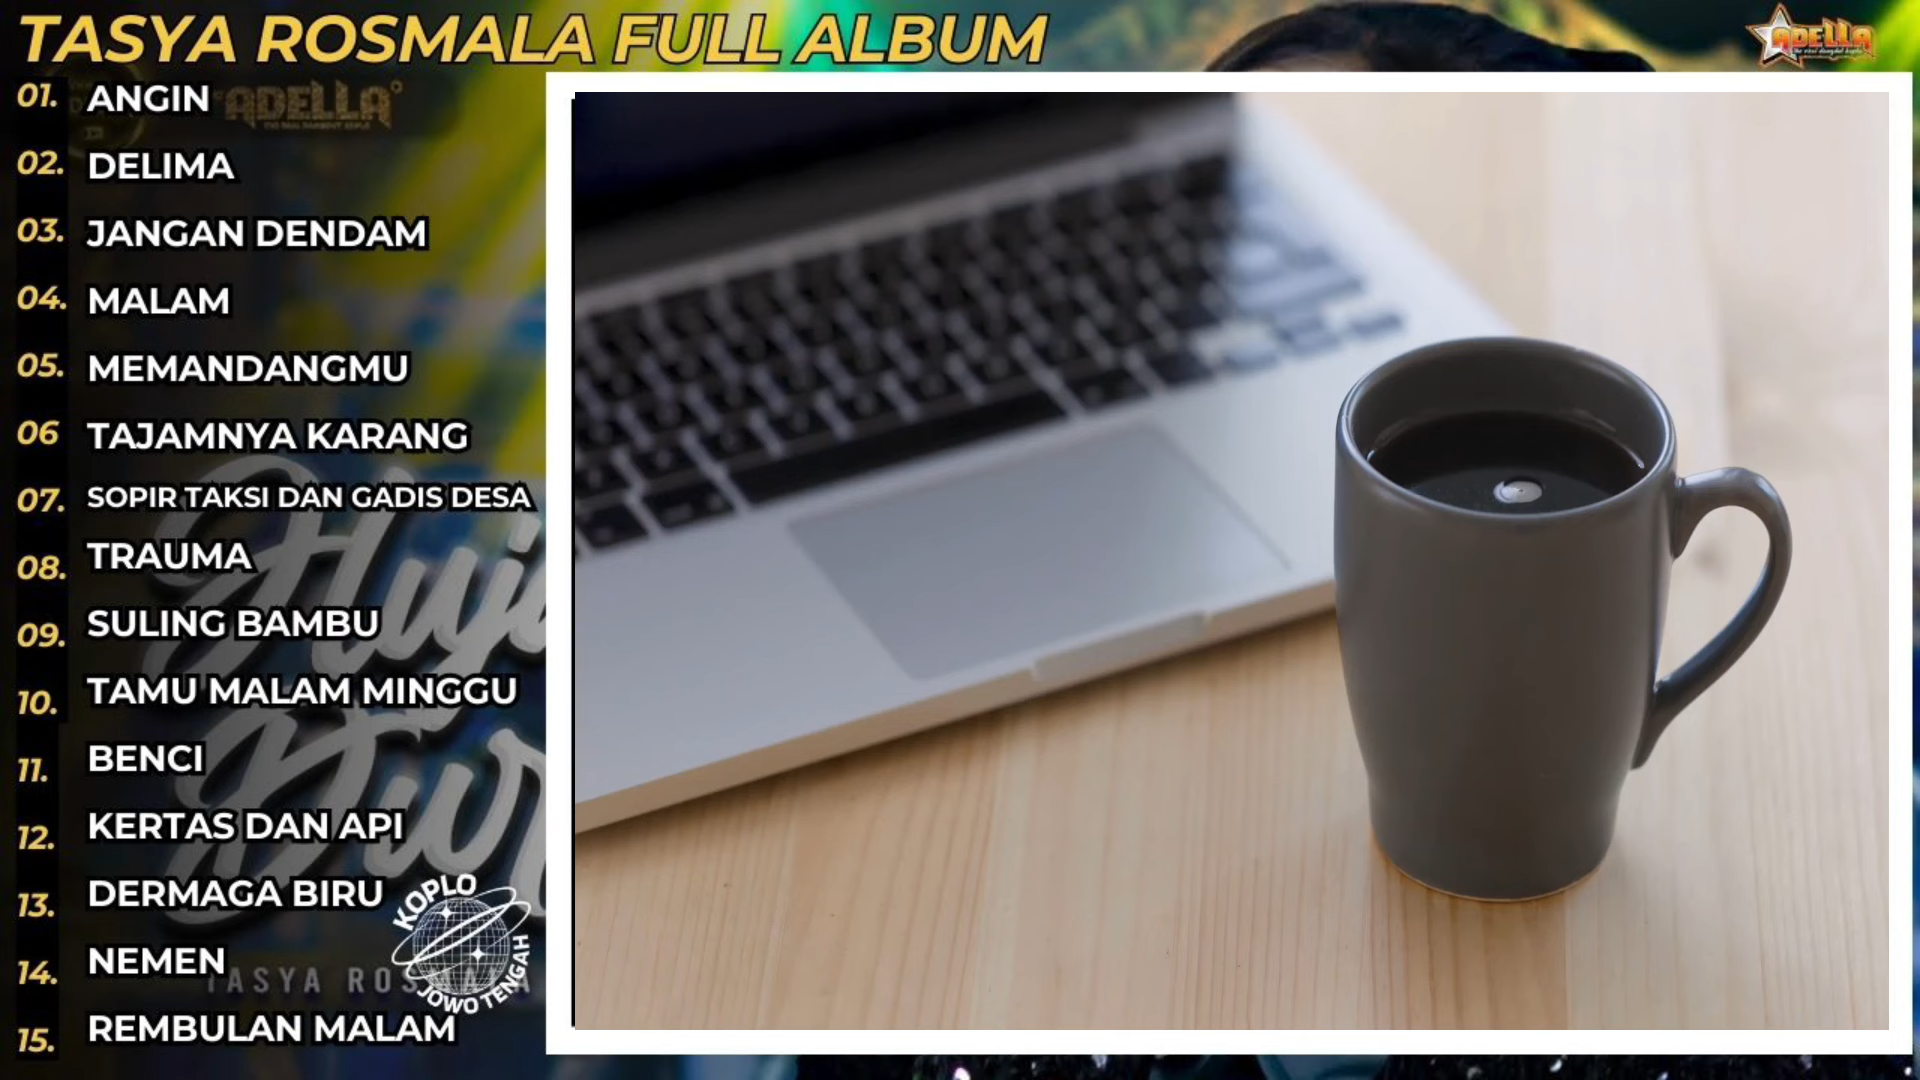 TASYA ROSMALA FULL ALBUM
ADELLA
01. ANGIN
ADELLA
02. DELIMA
03. JANGAN DENDAM
04. MALAM
05. MEMANDANGMU
06 TAJAMNYA KARANG
07. SOPIR TAKSI DAN GADIS DESA
08. TRAUMA
09. SULING BAMBU
10. TAMU MALAM MINGGU
11. BENCI
12. KERTAS DAN API
13. DERMAGA BIRU
KOPLO
JOWO TENGAH
14. NEMEN
TASYA
15. REMBULAN MALAM